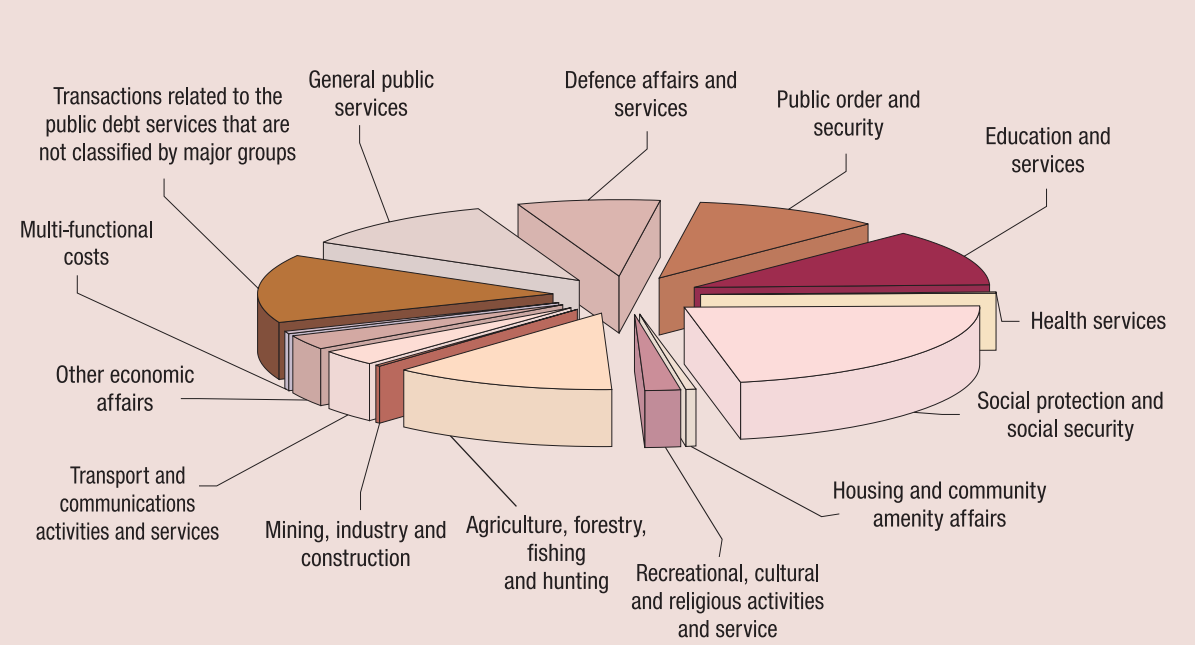 General public
services
Defence affairs and
services
Public order and
security
Education and
services
Health services
Social protection and
social security
Housing and community
amenity affairs
Recreational, cultural
and religious activities
and service
Agriculture, forestry,
fishing
and hunting
Mining, industry and
construction
Transport and
communications
activities and services
Other economic
affairs
Multi-functional
costs
Transactions related to the
public debt services that are
not classified by major groups